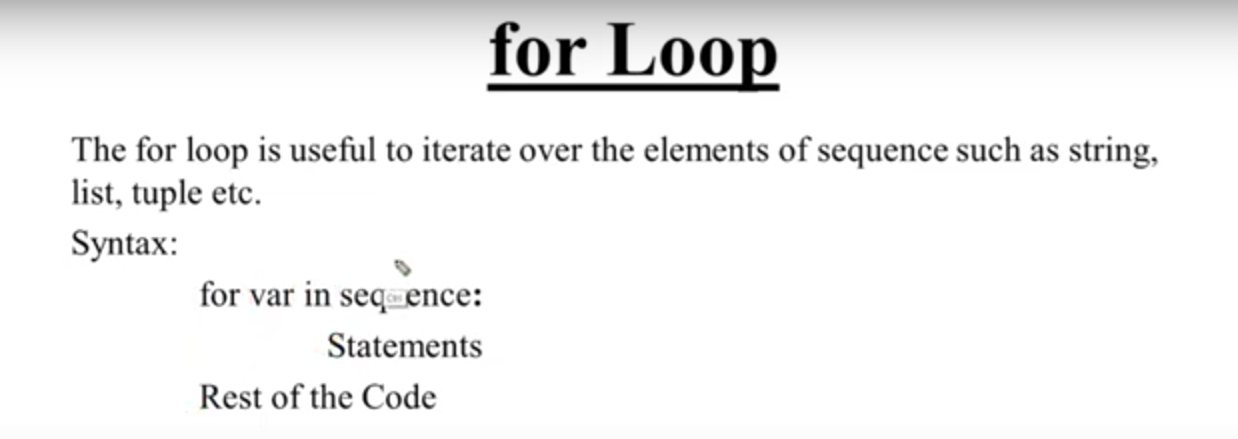 for Loop
The for loop is useful to iterate over the elements of sequence such as string,
list, tuple etc.
Syntax:
for var in sequence:
Statements
Rest of the Code